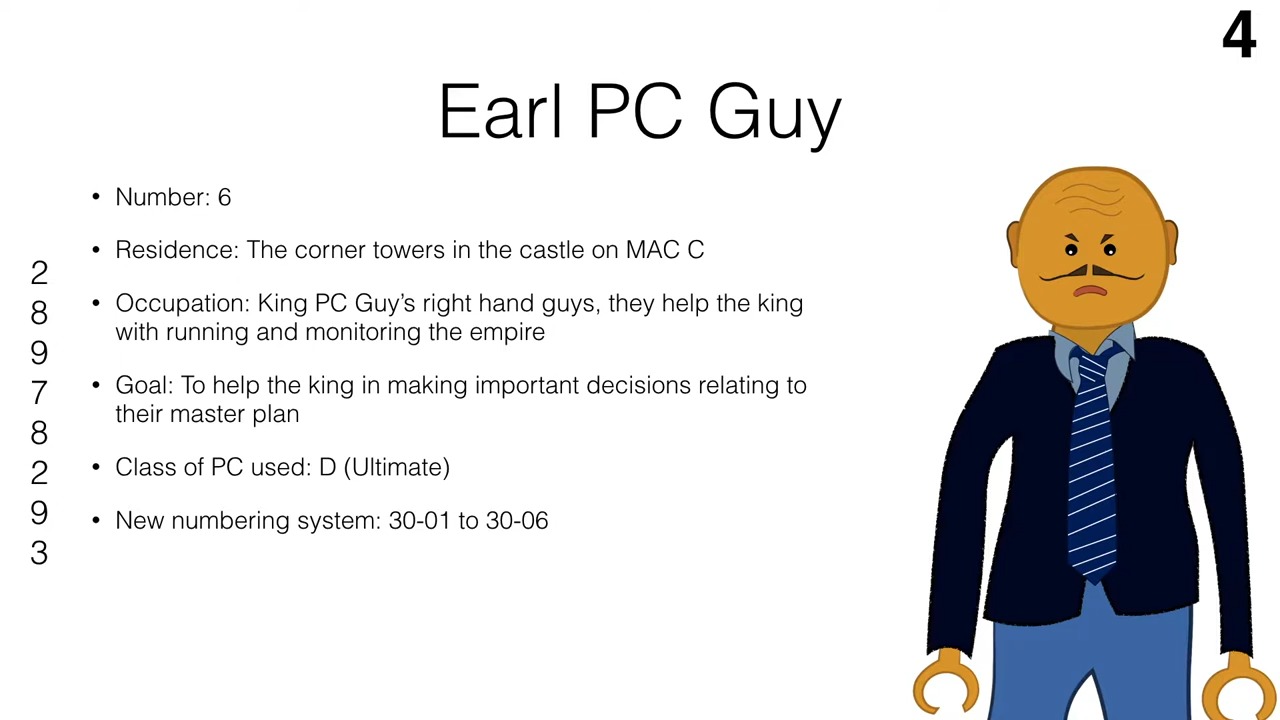 4
Earl PC Guy
• Number: 6
• Residence: The corner towers in the castle on MAC C
• Occupation: King PC Guy’s right hand guys, they help the king
with running and monitoring the empire
• Goal: To help the king in making important decisions relating to
their master plan
• Class of PC used: D (Ultimate)
• New numbering system: 30-01 to 30-06
2
8
9
7
8
2
9
3